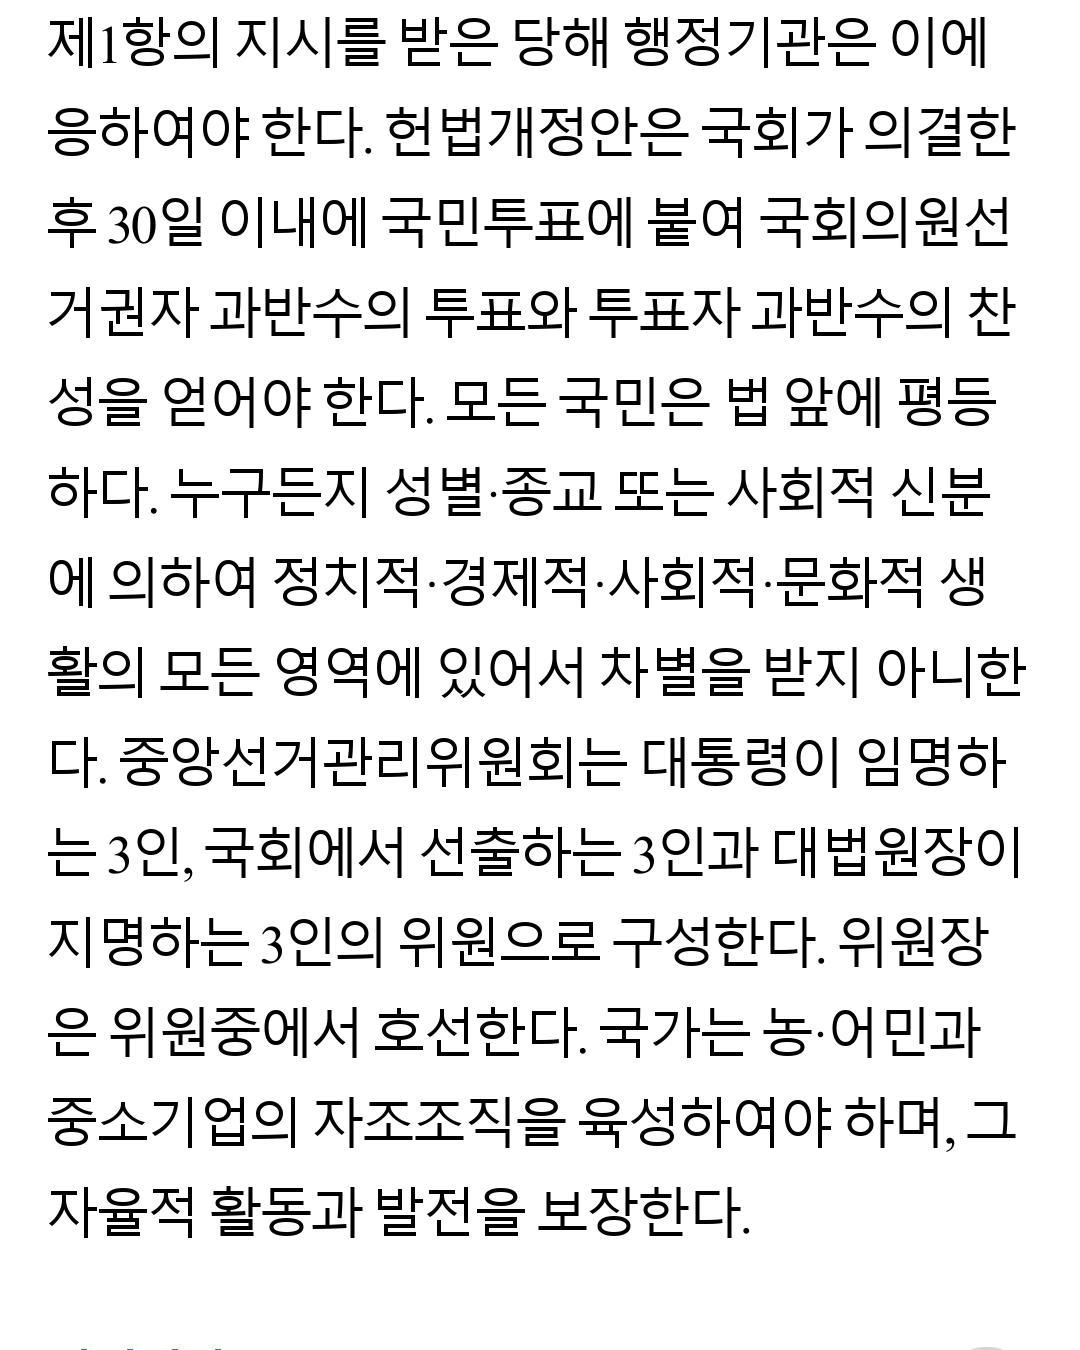 제1항의 지시를 받은 당해 행정기관은 이에
응하여야 한다. 헌법개정안은 국회가 의결한
후 30일 이내에 국민투표에 붙여 국회의원선
거권자 과반수의 투표와 투표자 과반수의 찬
성을 얻어야 한다. 모든 국민은 법 앞에 평등
하다. 누구든지 성별·종교 또는 사회적 신분
에 의하여 정치적·경제적·사회적·문화적 생
활의 모든 영역에 있어서 차별을 받지 아니한
다. 중앙선거관리위원회는 대통령이 임명하
는 3인, 국회에서 선출하는 3인과 대법원장이
지명하는 3인의 위원으로 구성한다. 위원장
은 위원중에서 호선한다. 국가는 농·어민과
중소기업의 자조조직을 육성하여야 하며, 그
자율적 활동과 발전을 보장한다.